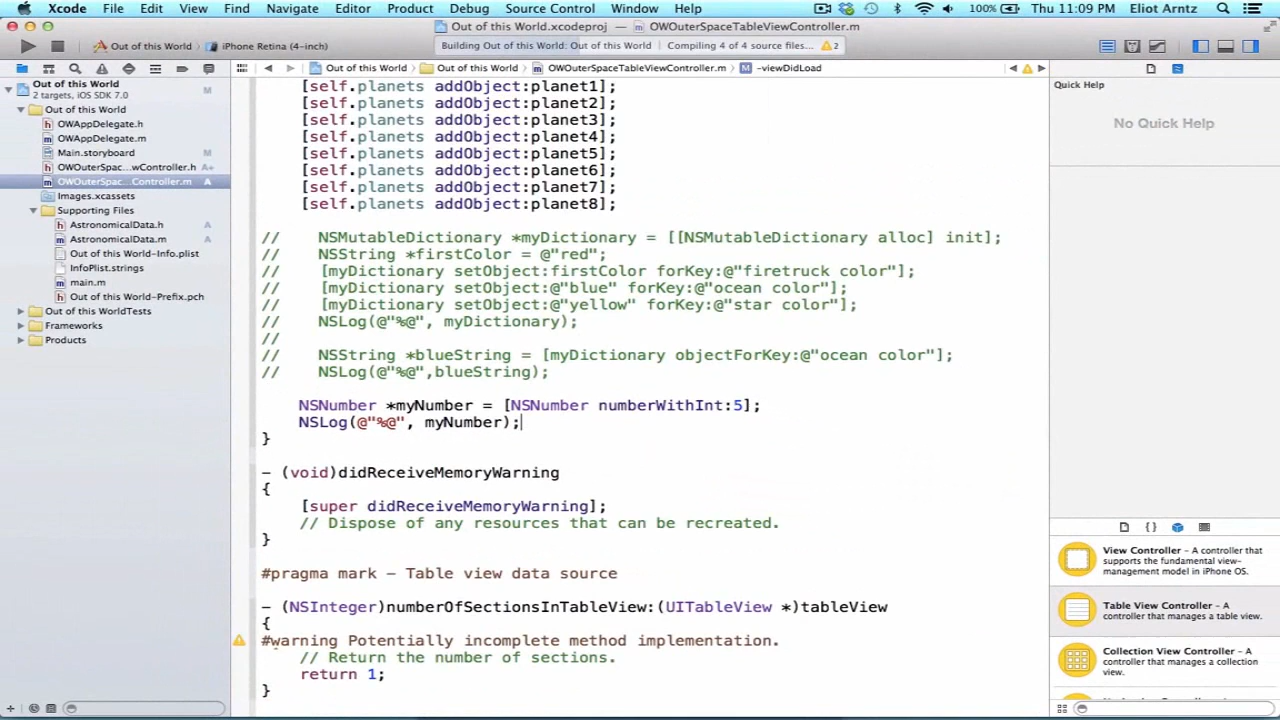 Xcode File Edit View Find Navigate Editor Product Debug Source Control Window Help 100% Thu 11:09 PM Eliot Arntz
Out of this World.xcodeproj — OWOuterSpaceTableViewController.m
Out of this World iPhone Retina (4-inch) Building Out of this World: Out of this World Compiling 4 of 4 source files... 2
Out of this World Out of this World OWOuterSpaceTableViewController.m M -viewDidLoad
Out of this World M
2 targets, iOS SDK 7.0
Out of this World
h OWAppDelegate.h
m OWAppDelegate.m
Main.storyboard M
h OWOuterSpac...wController.h A+
m OWOuterSpac...Controller.m A
Images.xcassets
Supporting Files
h AstronomicalData.h A
m AstronomicalData.m A
Out of this World-Info.plist
InfoPlist.strings
m main.m
h Out of this World-Prefix.pch
Out of this WorldTests
Frameworks
Products
[self.planets addObject:planet1];
[self.planets addObject:planet2];
[self.planets addObject:planet3];
[self.planets addObject:planet4];
[self.planets addObject:planet5];
[self.planets addObject:planet6];
[self.planets addObject:planet7];
[self.planets addObject:planet8];
// NSMutableDictionary *myDictionary = [[NSMutableDictionary alloc] init];
// NSString *firstColor = @"red";
// [myDictionary setObject:firstColor forKey:@"firetruck color"];
// [myDictionary setObject:@"blue" forKey:@"ocean color"];
// [myDictionary setObject:@"yellow" forKey:@"star color"];
// NSLog(@"%@", myDictionary);
//
// NSString *blueString = [myDictionary objectForKey:@"ocean color"];
// NSLog(@"%@",blueString);
NSNumber *myNumber = [NSNumber numberWithInt:5];
NSLog(@"%@", myNumber);
}
- (void)didReceiveMemoryWarning
{
[super didReceiveMemoryWarning];
// Dispose of any resources that can be recreated.
}
#pragma mark - Table view data source
- (NSInteger)numberOfSectionsInTableView:(UITableView *)tableView
{
#warning Potentially incomplete method implementation.
// Return the number of sections.
return 1;
}
Quick Help
No Quick Help
{ }
View Controller - A controller that
supports the fundamental view-
management model in iPhone OS.
Table View Controller - A
controller that manages a table view.
Collection View Controller - A
controller that manages a collection
view.